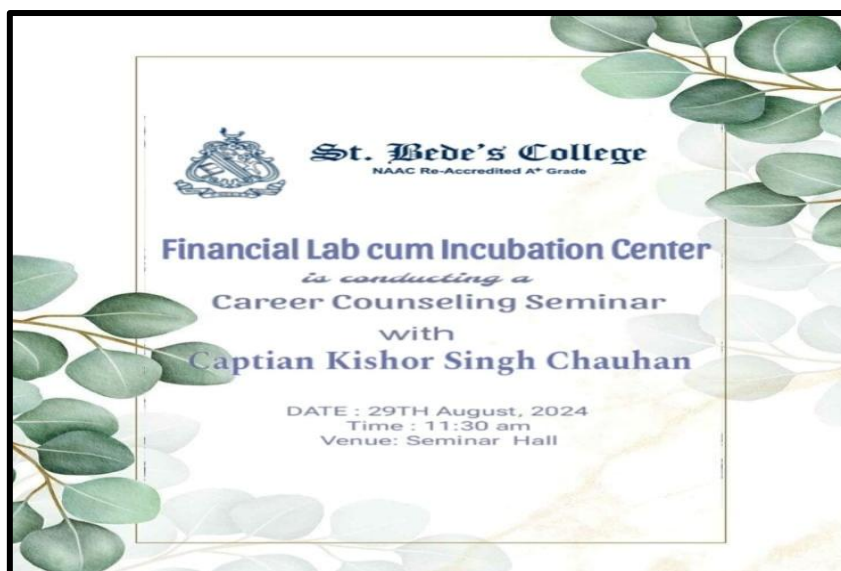 St. Bede's College
NAAC Re-Accredited A+ Grade
Financial Lab cum Incubation Center
is conducting a
Career Counseling Seminar
with
Captian Kishor Singh Chauhan
DATE : 29TH August, 2024
Time : 11:30 am
Venue: Seminar Hall